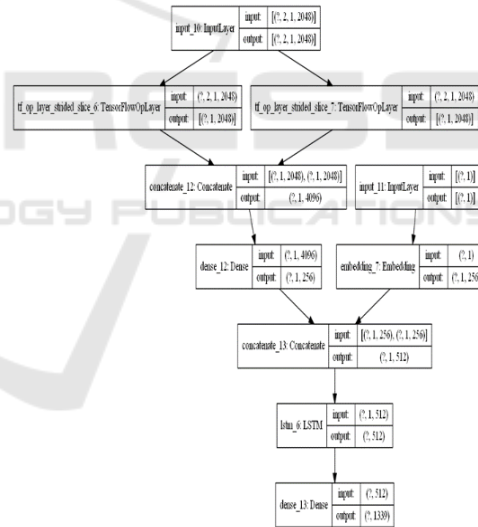 input_10: InputLayer
input: [(?, 2, 1, 2048)]
output: [(?, 2, 1, 2048)]
tf_op_layer_strided_slice_6: TensorFlowOpLayer
input: (?, 2, 1, 2048)
output: [(?, 1, 2048)]
tf_op_layer_strided_slice_7: TensorFlowOpLayer
input: (?, 2, 1, 2048)
output: [(?, 1, 2048)]
concatenate_12: Concatenate
input: [(?, 1, 2048), (?, 1, 2048)]
output: (?, 1, 4096)
input_11: InputLayer
input: [(?, 1)]
output: [(?, 1)]
dense_12: Dense
input: (?, 1, 4096)
output: (?, 1, 256)
embedding_7: Embedding
input: (?, 1)
output: (?, 1, 256
concatenate_13: Concatenate
input: [(?, 1, 256), (?, 1, 256)]
output: (?, 1, 512)
lstm_6: LSTM
input: (?, 1, 512)
output: (?, 512)
dense_13: Dense
input: (?, 512)
output: (?, 1339)
RESS
LOGY PUBLICATIONS